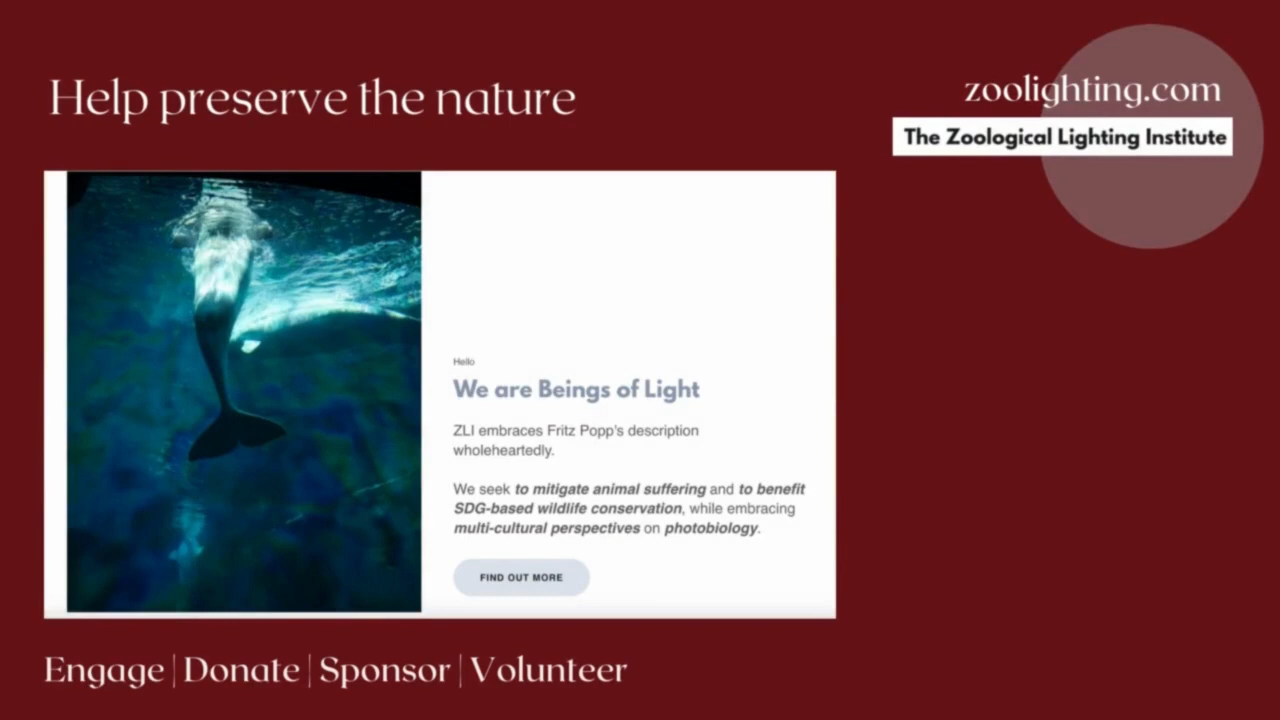 Help preserve the nature
zoolighting.com
The Zoological Lighting Institute
Hello
We are Beings of Light
ZLI embraces Fritz Popp's description
wholeheartedly.
We seek to mitigate animal suffering and to benefit
SDG-based wildlife conservation, while embracing
multi-cultural perspectives on photobiology.
FIND OUT MORE
Engage | Donate | Sponsor | Volunteer